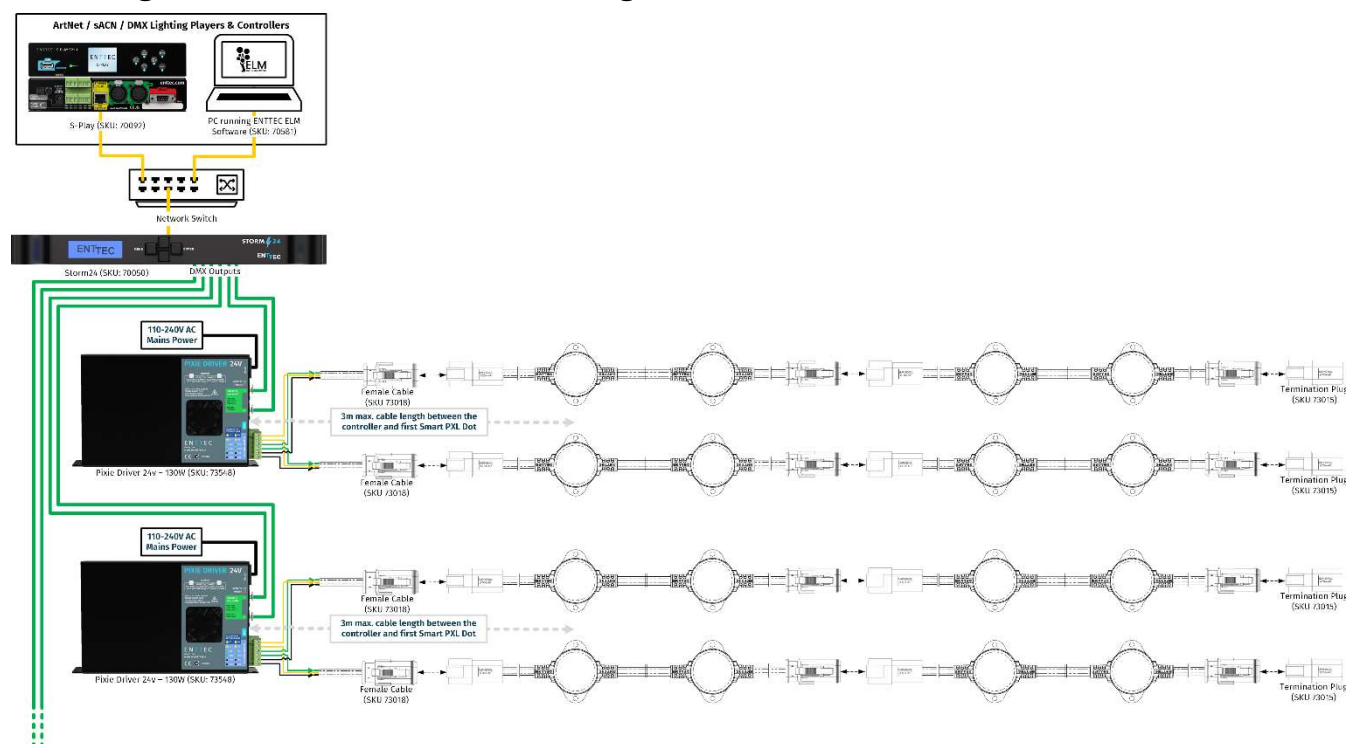 ArtNet / sACN / DMX Lighting Players & Controllers
ENTTEC
ELM
S-Play (SKU: 70092)
PC running ENTTEC ELM
Software (SKU: 70581)
Network Switch
ENTTEC
STORM 24
ENTTEC
Storm24 (SKU: 70050)
DMX Outputs
110-240V AC
Mains Power
PIXIE DRIVER 24V
ENTTEC
Pixie Driver 24v – 130W (SKU: 73548)
Female Cable
(SKU 73018)
Termination Plug
(SKU 73015)
3m max. cable length between the
controller and first Smart PXL Dot
Female Cable
(SKU 73018)
Termination Plug
(SKU 73015)
110-240V AC
Mains Power
PIXIE DRIVER 24V
ENTTEC
Pixie Driver 24v – 130W (SKU: 73548)
Female Cable
(SKU 73018)
Termination Plug
(SKU 73015)
3m max. cable length between the
controller and first Smart PXL Dot
Female Cable
(SKU 73018)
Termination Plug
(SKU 73015)